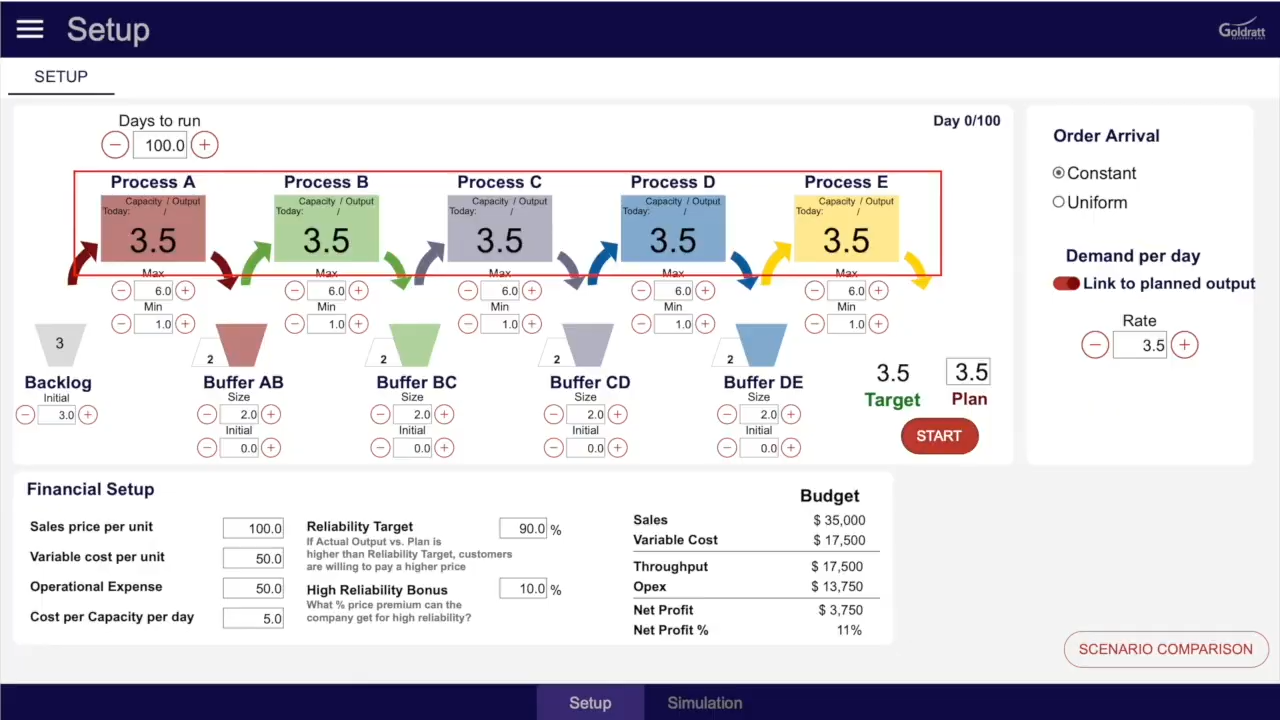 Setup
Goldratt
SETUP
Days to run
100.0
Day 0/100
Process A
Process B
Process C
Process D
Process E
Capacity / Output
Today: /
3.5
Capacity / Output
Today: /
3.5
Capacity / Output
Today: /
3.5
Capacity / Output
Today: /
3.5
Capacity / Output
Today: /
3.5
Max
6.0
Min
1.0
Max
6.0
Min
1.0
Max
6.0
Min
1.0
Max
6.0
Min
1.0
Max
6.0
Min
1.0
3
Backlog
Initial
3.0
2
Buffer AB
Size
2.0
Initial
0.0
2
Buffer BC
Size
2.0
Initial
0.0
2
Buffer CD
Size
2.0
Initial
0.0
2
Buffer DE
Size
2.0
Initial
0.0
3.5
Target
3.5
Plan
START
Order Arrival
Constant
Uniform
Demand per day
Link to planned output
Rate
3.5
Financial Setup
Sales price per unit 100.0
Variable cost per unit 50.0
Operational Expense 50.0
Cost per Capacity per day 5.0
Reliability Target 90.0 %
If Actual Output vs. Plan is
higher than Reliability Target, customers
are willing to pay a higher price
High Reliability Bonus 10.0 %
What % price premium can the
company get for high reliability?
Budget
Sales $ 35,000
Variable Cost $ 17,500
Throughput $ 17,500
Opex $ 13,750
Net Profit $ 3,750
Net Profit % 11%
SCENARIO COMPARISON
Setup
Simulation